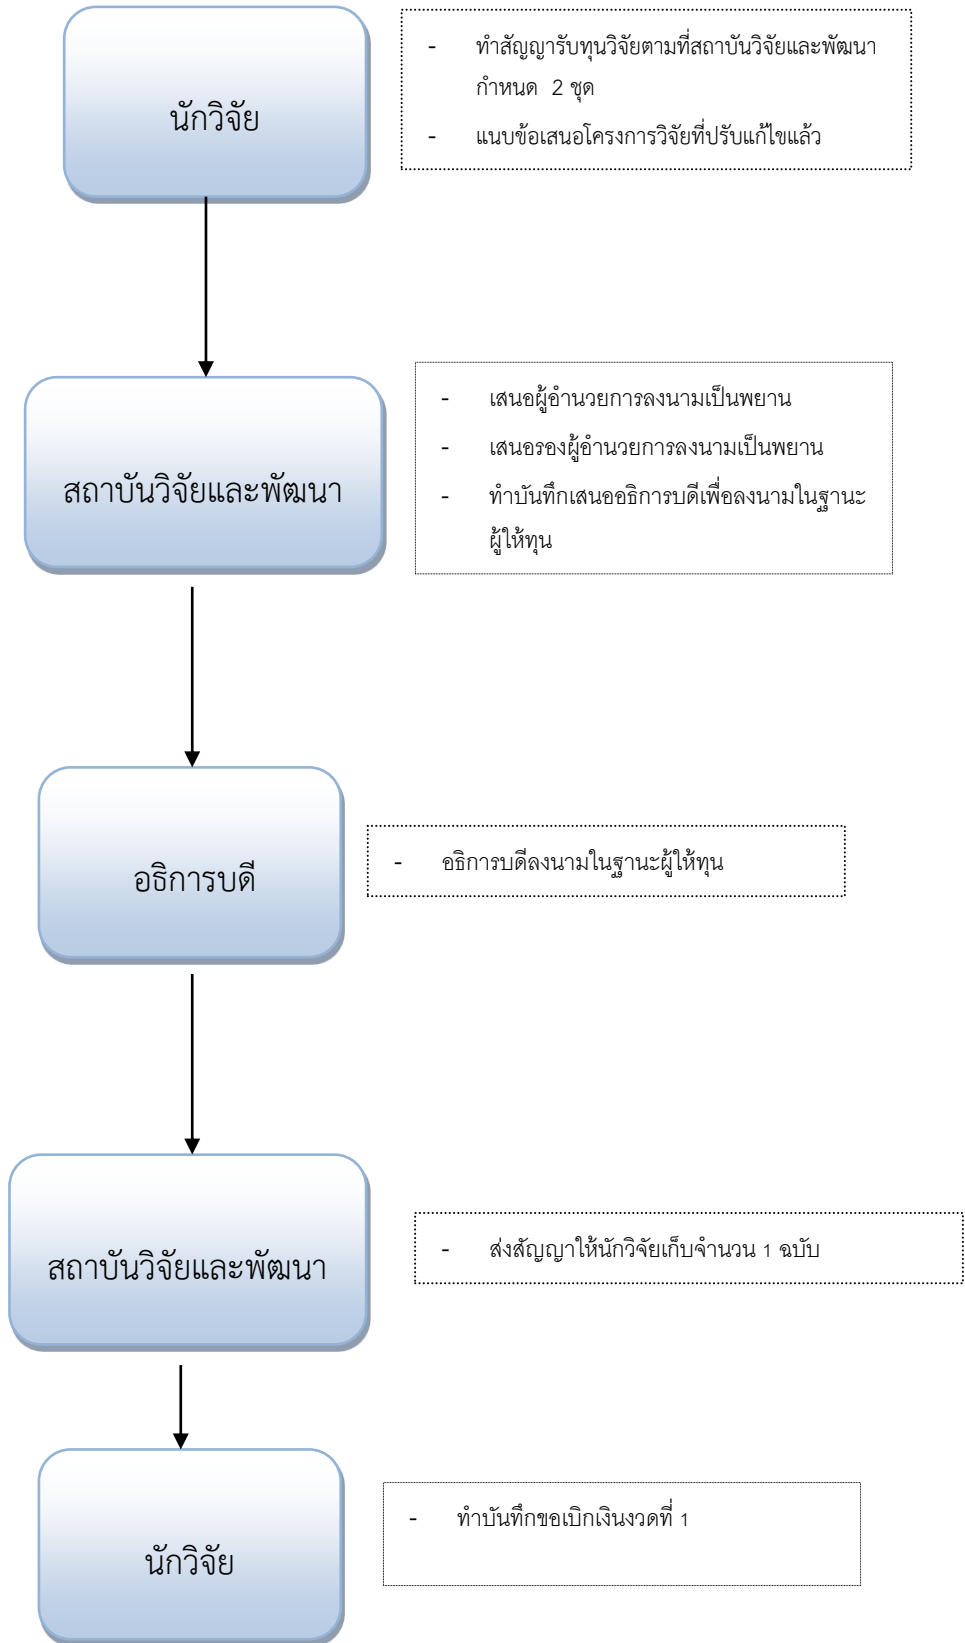 นักวิจัย
- ทำสัญญารับทุนวิจัยตามที่สถาบันวิจัยและพัฒนา
กำหนด 2 ชุด
- แนบข้อเสนอโครงการวิจัยที่ปรับแก้ไขแล้ว
สถาบันวิจัยและพัฒนา
- เสนอผู้อำนวยการลงนามเป็นพยาน
- เสนอรองผู้อำนวยการลงนามเป็นพยาน
- ทำบันทึกเสนออธิการบดีเพื่อลงนามในฐานะ
ผู้ให้ทุน
อธิการบดี
- อธิการบดีลงนามในฐานะผู้ให้ทุน
สถาบันวิจัยและพัฒนา
- ส่งสัญญาให้นักวิจัยเก็บจำนวน 1 ฉบับ
นักวิจัย
- ทำบันทึกขอเบิกเงินงวดที่ 1